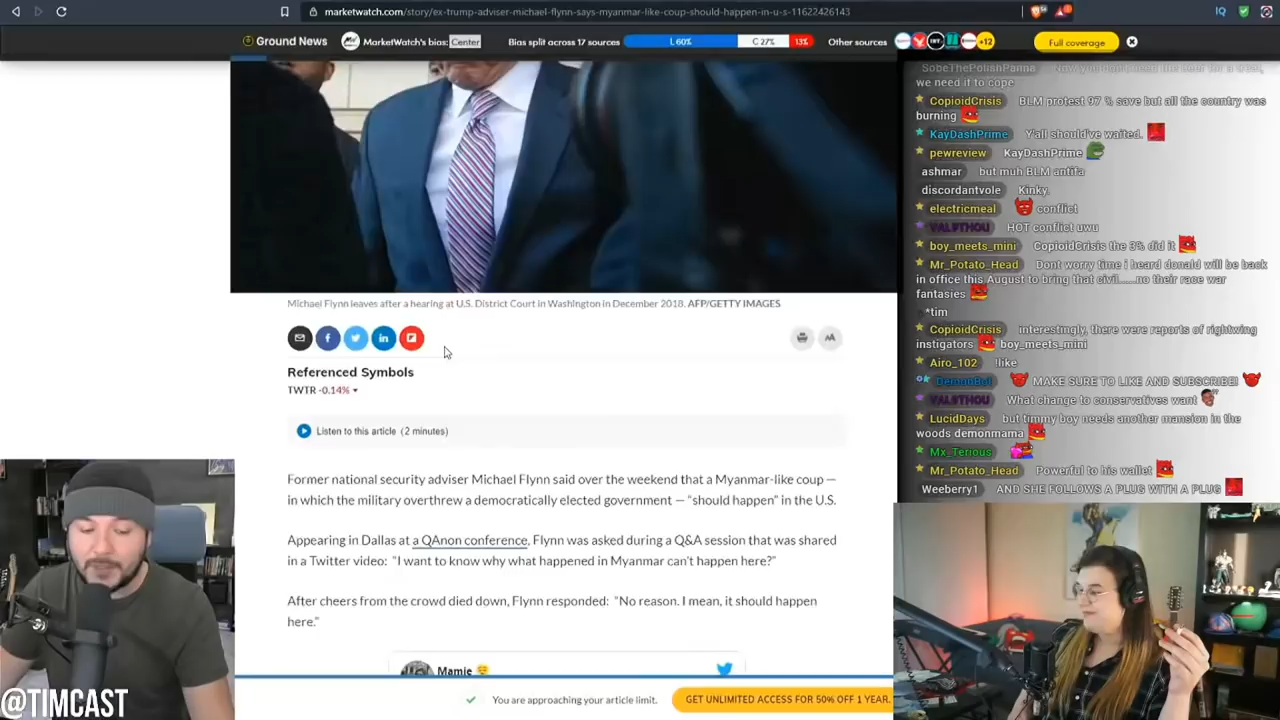 marketwatch.com/story/ex-trump-adviser-michael-flynn-says-myanmar-like-coup-should-happen-in-u-s-11622426143
Ground News
MarketWatch's bias: Center
Bias split across 17 sources
L 60%
C 27%
13%
Other sources
+12
Full coverage
Michael Flynn leaves after a hearing at U.S. District Court in Washington in December 2018. AFP/GETTY IMAGES
Referenced Symbols
TWTR -0.14%
Listen to this article (2 minutes)
Former national security adviser Michael Flynn said over the weekend that a Myanmar-like coup —
in which the military overthrew a democratically elected government — "should happen" in the U.S.
Appearing in Dallas at a QAnon conference, Flynn was asked during a Q&A session that was shared
in a Twitter video: "I want to know why what happened in Myanmar can't happen here?"
After cheers from the crowd died down, Flynn responded: "No reason. I mean, it should happen
here."
Mamie
You are approaching your article limit.
GET UNLIMITED ACCESS FOR 50% OFF 1 YEAR.
@TIMCAST
SobeThePolishPanna
we need it to cope
CopioidCrisis BLM protest 97 % save but all the country was
burning
KayDashPrime Y'all should've waited.
pewreview KayDashPrime
ashmar but muh BLM antifa
discordantvole Kinky.
electricmeal conflict
HOT conflict uwu
boy_meets_mini CopioidCrisis the 3% did it
Mr_Potato_Head Dont worry time i heard donald will be back
in office this August to bring that civil.....no their race war
fantasies
*tim
CopioidCrisis interestingly, there were reports of rightwing
instigators boy_meets_mini
Airo_102 !like
DemunBul MAKE SURE TO LIKE AND SUBSCRIBE!
What change to conservatives want
LucidDays but timmy boy needs another mansion in the
woods demonmama
Mx_Terious
Mr_Potato_Head Powerful to his wallet
Weeberry1 AND SHE FOLLOWS A PLUG WITH A PLUG